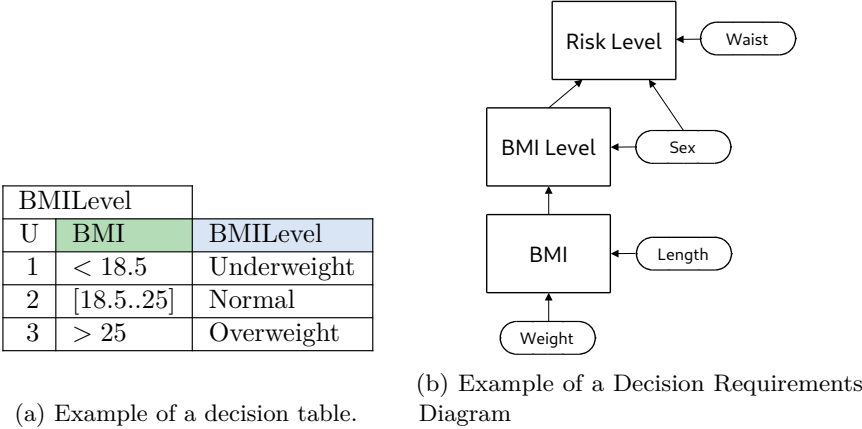 BMILevel
U BMI BMILevel
1 < 18.5 Underweight
2 [18.5..25] Normal
3 > 25 Overweight
(a) Example of a decision table.
Risk Level
Waist
BMI Level
Sex
BMI
Length
Weight
(b) Example of a Decision Requirements
Diagram